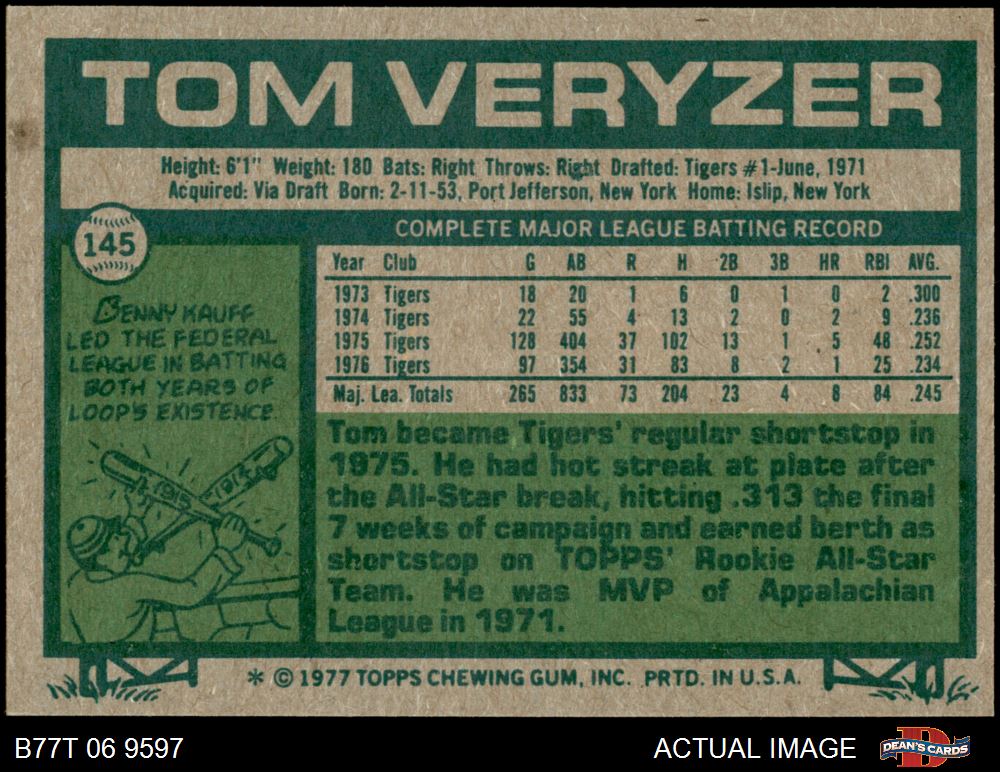 TOM VERYZER
Height: 6'1" Weight: 180 Bats: Right Throws: Right Drafted: Tigers #1-June, 1971
Acquired: Via Draft Born: 2-11-53, Port Jefferson, New York Home: Islip, New York
145
BENNY KAUFF
LED THE FEDERAL
LEAGUE IN BATTING
BOTH YEARS OF
LOOP'S EXISTENCE.
1915 1914
COMPLETE MAJOR LEAGUE BATTING RECORD
Year Club G AB R H 2B 3B HR RBI AVG.
1973 Tigers 18 20 1 6 0 1 0 2 .300
1974 Tigers 22 55 4 13 2 0 2 9 .236
1975 Tigers 128 404 37 102 13 1 5 48 .252
1976 Tigers 97 354 31 83 8 2 1 25 .234
Maj. Lea. Totals 265 833 73 204 23 4 8 84 .245
Tom became Tigers' regular shortstop in
1975. He had hot streak at plate after
the All-Star break, hitting .313 the final
7 weeks of campaign and earned berth as
shortstop on TOPPS' Rookie All-Star
Team. He was MVP of Appalachian
League in 1971.
* © 1977 TOPPS CHEWING GUM, INC. PRTD. IN U.S.A.
B77T 06 9597
ACTUAL IMAGE
D
DEAN'S CARDS